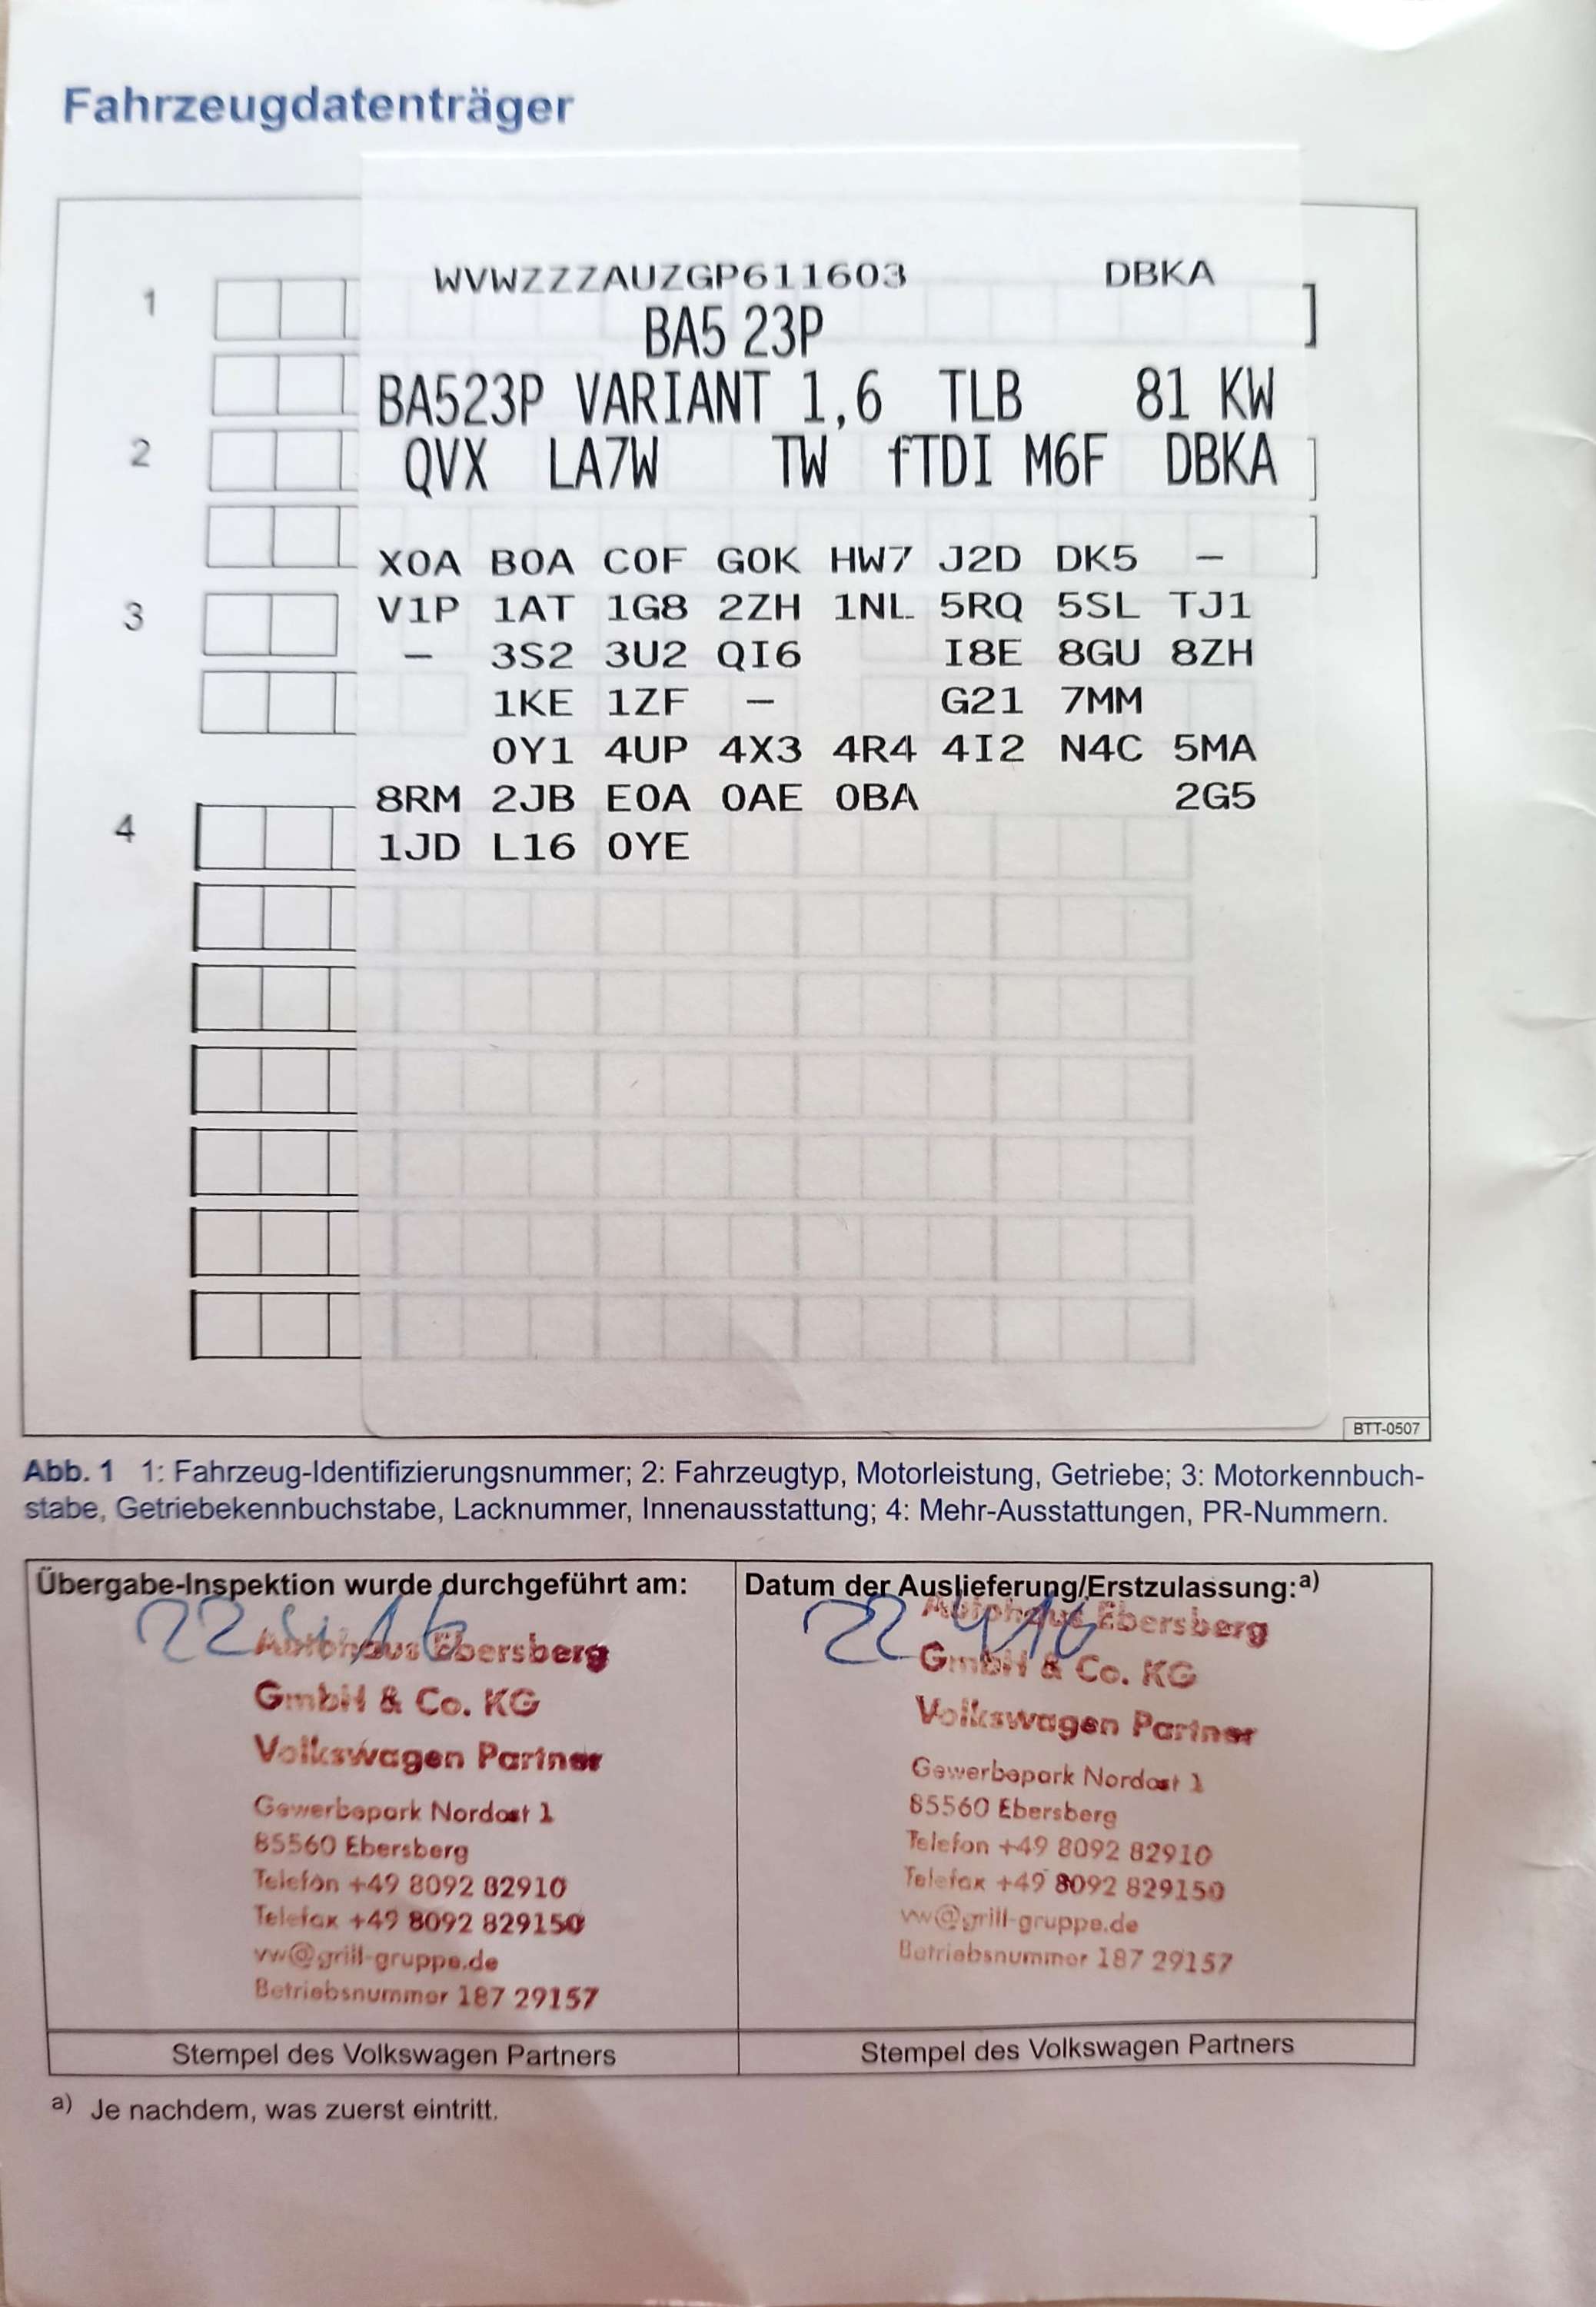 Fahrzeugdatenträger
WVWZZZAUZGP611603 DBKA
1
BA5 23P
BA523P VARIANT 1,6 TLB 81 KW
2 QVX LA7W TW fTDI M6F DBKA
X0A B0A C0F G0K HW7 J2D DK5 –
3 V1P 1AT 1G8 2ZH 1NL 5RQ 5SL TJ1
– 3S2 3U2 QI6 I8E 8GU 8ZH
1KE 1ZF – G21 7MM
0Y1 4UP 4X3 4R4 4I2 N4C 5MA
8RM 2JB E0A 0AE 0BA 2G5
4 1JD L16 0YE
BTT-0507
Abb. 1 1: Fahrzeug-Identifizierungsnummer; 2: Fahrzeugtyp, Motorleistung, Getriebe; 3: Motorkennbuch-
stabe, Getriebekennbuchstabe, Lacknummer, Innenausstattung; 4: Mehr-Ausstattungen, PR-Nummern.
Übergabe-Inspektion wurde durchgeführt am:
22 4 16
Autohaus Ebersberg
GmbH & Co. KG
Volkswagen Partner
Gewerbepark Nordost 1
85560 Ebersberg
Telefon +49 8092 82910
Telefax +49 8092 829150
vw@grill-gruppe.de
Betriebsnummer 187 29157
Stempel des Volkswagen Partners
Datum der Auslieferung/Erstzulassung:a)
22 4 16
Autohaus Ebersberg
GmbH & Co. KG
Volkswagen Partner
Gewerbepark Nordost 1
85560 Ebersberg
Telefon +49 8092 82910
Telefax +49 8092 829150
vw@grill-gruppe.de
Betriebsnummer 187 29157
Stempel des Volkswagen Partners
a) Je nachdem, was zuerst eintritt.